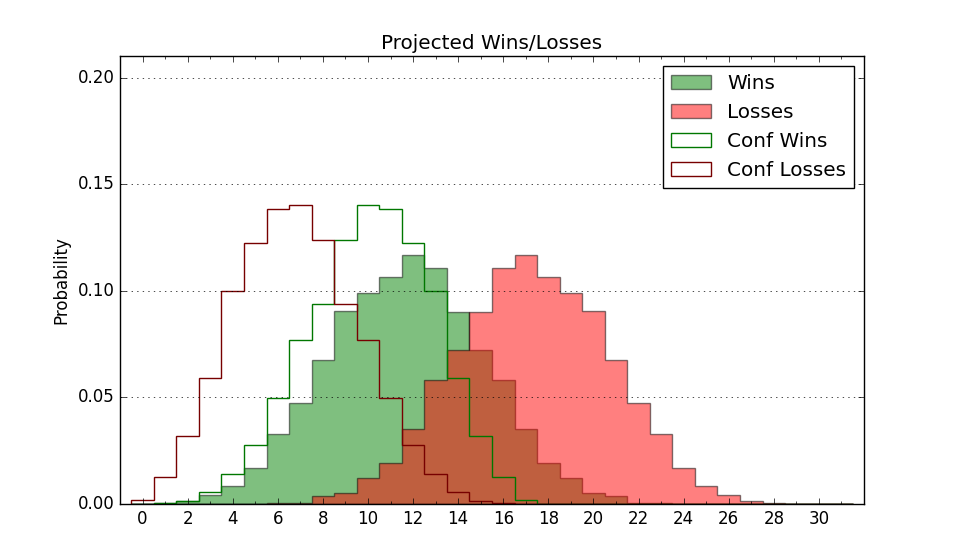 Projected Wins/Losses
Wins
Losses
Conf Wins
Conf Losses
Probability
0.20
0.15
0.10
0.05
0.00
0 2 4 6 8 10 12 14 16 18 20 22 24 26 28 30